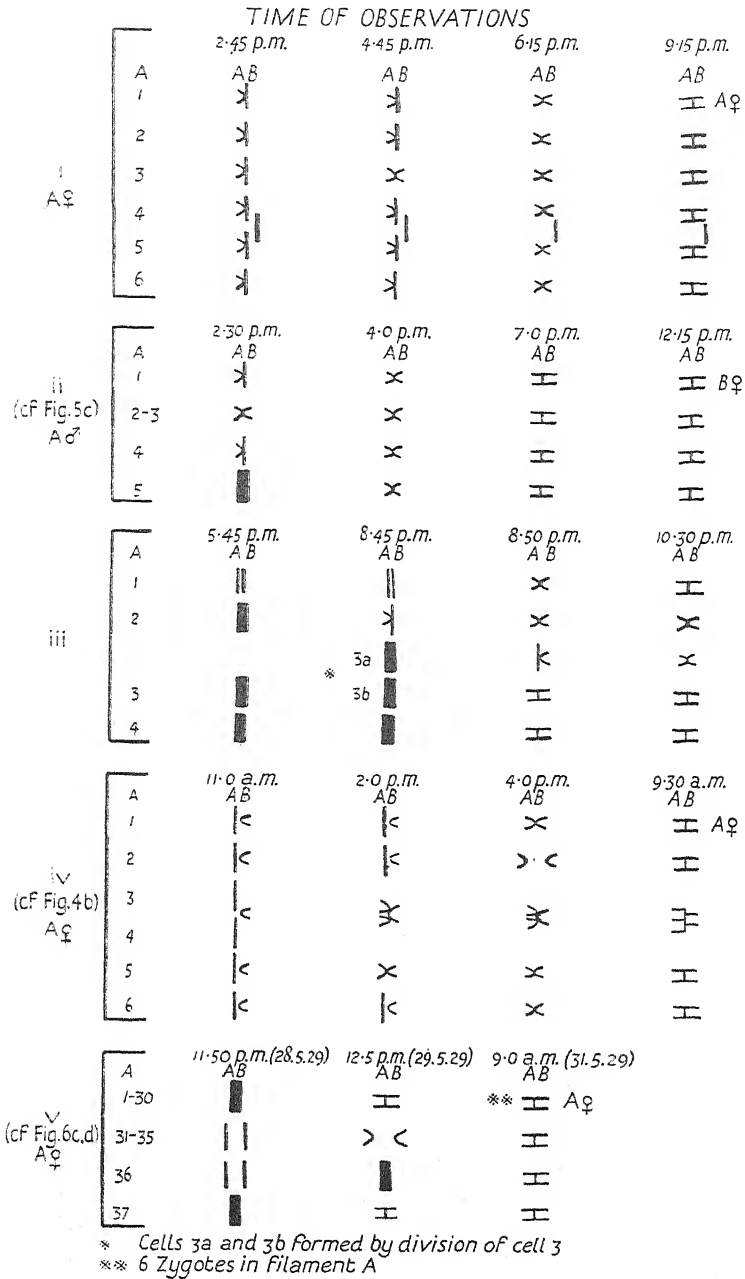 TIME OF OBSERVATIONS
2·45 p.m. 4·45 p.m. 6·15 p.m. 9·15 p.m.
A AB AB AB AB
1 A♀
2
i 3
A♀ 4
5
6
2·30 p.m. 4·0 p.m. 7·0 p.m. 12·15 p.m.
A AB AB AB AB
ii 1 B♀
(cf Fig.5c) 2-3
A♂ 4
5
5·45 p.m. 8·45 p.m. 8·50 p.m. 10·30 p.m.
A AB AB AB AB
1
iii 2
3a
※ 3 3b
4
11·0 a.m. 2·0 p.m. 4·0 p.m. 9·30 a.m.
A AB AB AB AB
1 A♀
iv 2
(cf Fig.4b) 3
A♀ 4
5
6
11·50 p.m.(28.5.29) 12·5 p.m.(29.5.29) 9·0 a.m.(31.5.29)
A AB AB AB
1-30 ※※ A♀
v 31-35
(cf Fig.6c,d) 36
A♀ 37
※ Cells 3a and 3b formed by division of cell 3
※※ 6 Zygotes in filament A